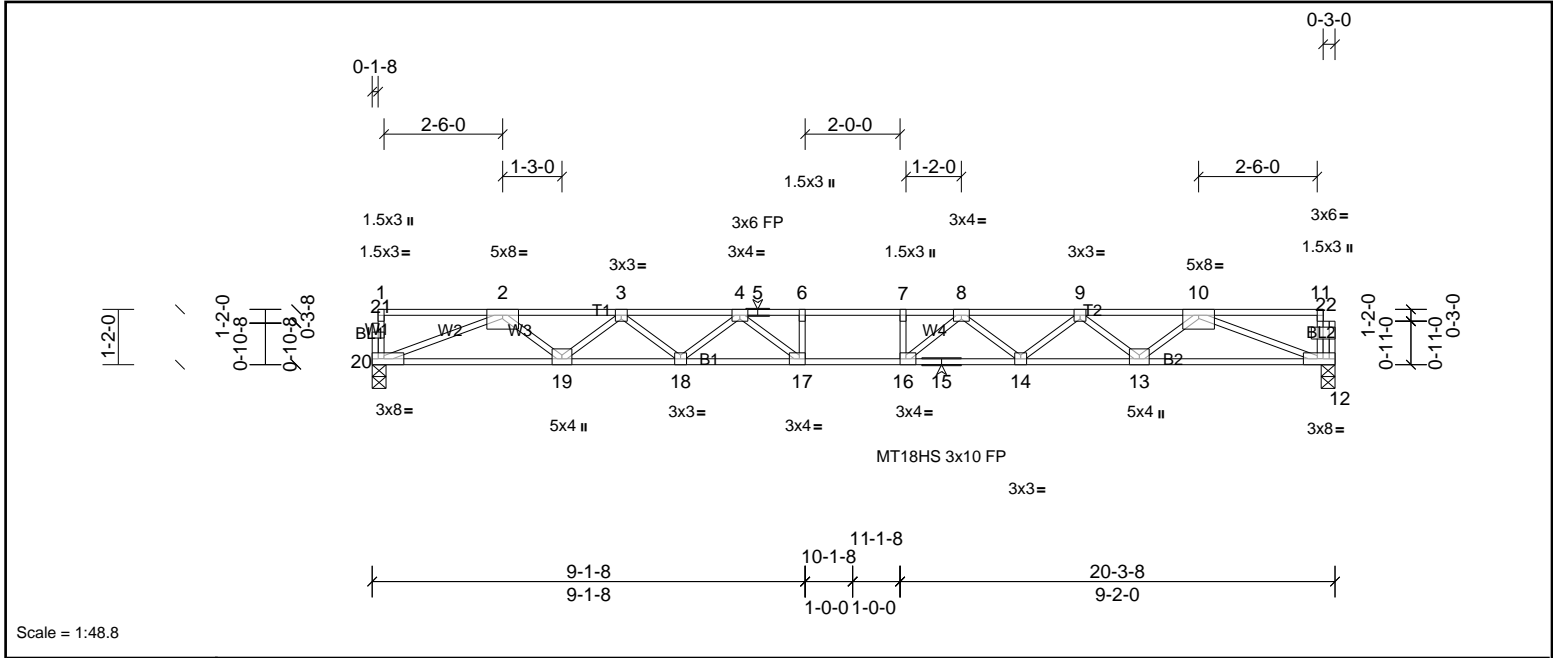 0-3-0
0-1-8
2-6-0
2-0-0
1-3-0
1-2-0
2-6-0
1.5x3 II
1.5x3 II
3x6 FP
3x4 =
3x6 =
1.5x3 =
5x8 =
3x3 =
3x4 =
1.5x3 II
3x3 =
5x8 =
1.5x3 II
1 2 3 4 5 6 7 8 9 10 11
21 T1 T2 22
W1 W2 W3 W4
BL1 BL2
20 B1 B2
19 18 17 16 15 14 13 12
1-2-0
1-2-0
0-10-8
0-10-8
0-3-8
1-2-0
0-11-0
0-11-0
0-3-0
3x8 =
5x4 II
3x3 =
3x4 =
3x4 =
5x4 II
3x8 =
MT18HS 3x10 FP
3x3 =
9-1-8
10-1-8
11-1-8
20-3-8
9-1-8
1-0-0
1-0-0
9-2-0
Scale = 1:48.8